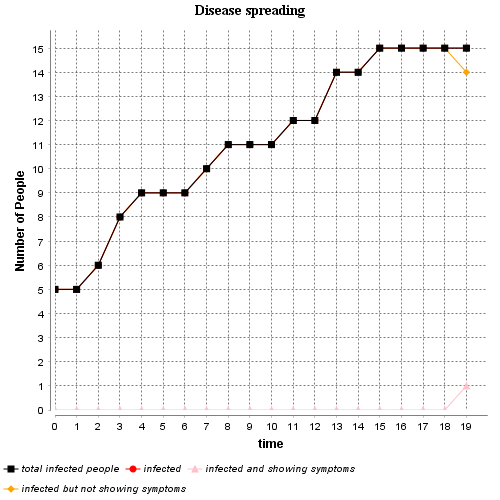 Disease spreading
Number of People
15
14
13
12
11
10
9
8
7
6
5
4
3
2
1
0
0 1 2 3 4 5 6 7 8 9 10 11 12 13 14 15 16 17 18 19
time
total infected people infected infected and showing symptoms
infected but not showing symptoms